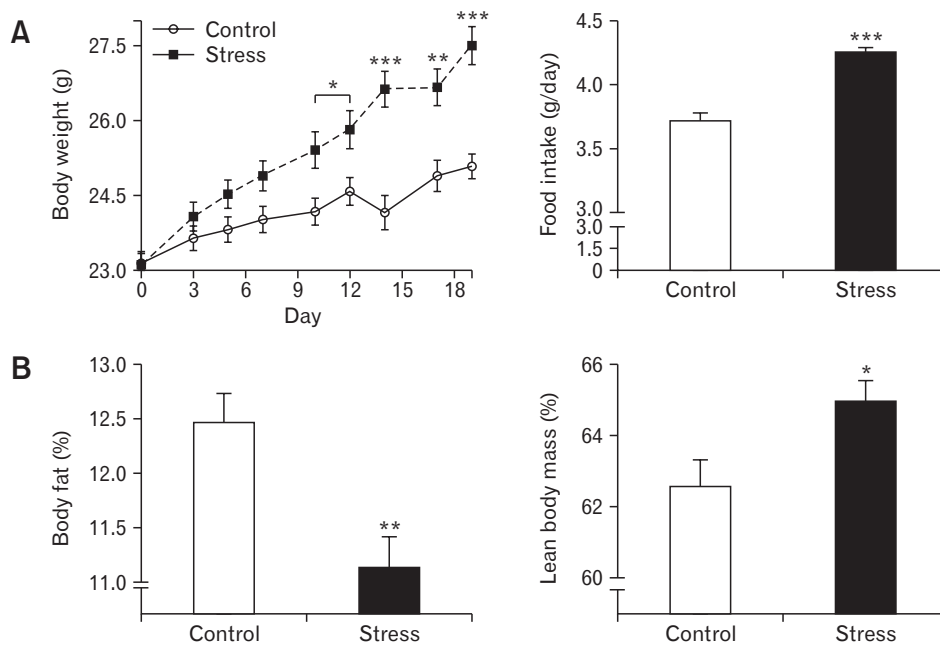 A
Control
Stress
Body weight (g)
27.5
26.0
24.5
23.0
*
***
**
***
0 3 6 9 12 15 18
Day
Food intake (g/day)
4.5
4.0
3.5
3.0
3.0
1.5
0
***
Control Stress
B
Body fat (%)
13.0
12.5
12.0
11.5
11.0
**
Control Stress
Lean body mass (%)
66
64
62
60
*
Control Stress